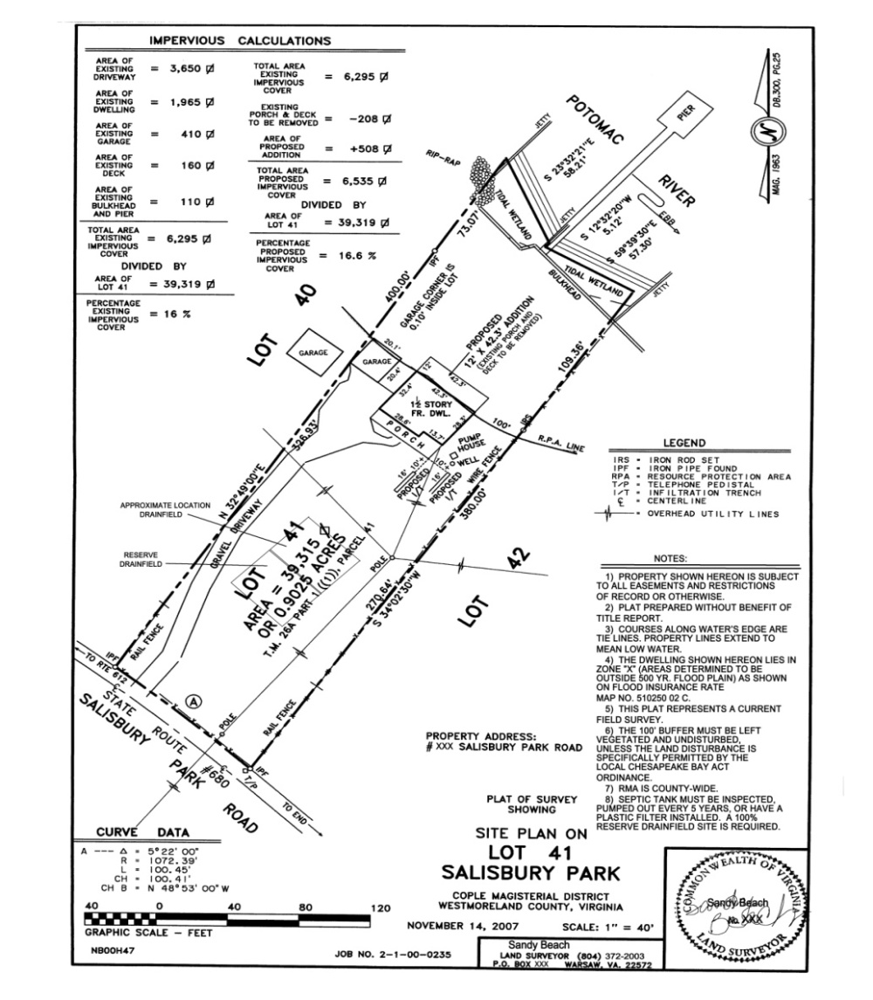 IMPERVIOUS CALCULATIONS
AREA OF
EXISTING
DRIVEWAY
= 3,650 ⌀
AREA OF
EXISTING
DWELLING
= 1,965 ⌀
AREA OF
EXISTING
GARAGE
= 410 ⌀
AREA OF
EXISTING
DECK
= 160 ⌀
AREA OF
EXISTING
BULKHEAD
AND PIER
= 110 ⌀
TOTAL AREA
EXISTING
IMPERVIOUS
COVER
= 6,295 ⌀
DIVIDED BY
AREA OF
LOT 41
= 39,319 ⌀
PERCENTAGE
EXISTING
IMPERVIOUS
COVER
= 16 %
TOTAL AREA
EXISTING
IMPERVIOUS
COVER
= 6,295 ⌀
EXISTING
PORCH & DECK
TO BE REMOVED
= -208 ⌀
AREA OF
PROPOSED
ADDITION
= +508 ⌀
TOTAL AREA
PROPOSED
IMPERVIOUS
COVER
= 6,535 ⌀
DIVIDED BY
AREA OF
LOT 41
= 39,319 ⌀
PERCENTAGE
PROPOSED
IMPERVIOUS
COVER
= 16.6 %
MAG. 1963
N
DB.300, PG.25
POTOMAC
RIVER
PIER
JETTY
RIP-RAP
S 23°32'21"E
58.21'
TIDAL WETLAND
JETTY
S 12°32'20"W
5.12'
EBB
S 59°39'30"E
57.30'
TIDAL WETLAND
BULKHEAD
JETTY
73.07'
IPF
400.00'
GARAGE CORNER IS
0.10' INSIDE LOT
LOT 40
PROPOSED
12' X 42.3' ADDITION
(EXISTING PORCH AND
DECK TO BE REMOVED)
109.36'
GARAGE
GARAGE
20.1'
20.4'
12'
42.3'
32.4'
42.3'
1½ STORY
FR. DWL.
28.6'
28.3'
13.7'
PORCH
100'
R.P.A. LINE
IRS
PUMP
HOUSE
WELL
WIRE FENCE
16'
10'±
PROPOSED
I/T
10'±
16'
PROPOSED
I/T
326.93'
N 32°49'00"E
380.00'
GRAVEL DRIVEWAY
APPROXIMATE LOCATION
DRAINFIELD
RESERVE
DRAINFIELD
LOT 41
AREA = 39,315 ⌀
OR 0.9025 ACRES
T.M. 26A PART 1((1)), PARCEL 41
POLE
LOT 42
270.64'
S 34°02'30"W
RAIL FENCE
IPF
TO RTE 612
A
POLE
RAIL FENCE
IPF
T/P
TO END
STATE ROUTE #680
SALISBURY PARK ROAD
LEGEND
IRS = IRON ROD SET
IPF = IRON PIPE FOUND
RPA = RESOURCE PROTECTION AREA
T/P = TELEPHONE PEDISTAL
I/T = INFILTRATION TRENCH
℄ = CENTERLINE
= OVERHEAD UTILITY LINES
NOTES:
1) PROPERTY SHOWN HEREON IS SUBJECT
TO ALL EASEMENTS AND RESTRICTIONS
OF RECORD OR OTHERWISE.
2) PLAT PREPARED WITHOUT BENEFIT OF
TITLE REPORT.
3) COURSES ALONG WATER'S EDGE ARE
TIE LINES. PROPERTY LINES EXTEND TO
MEAN LOW WATER.
4) THE DWELLING SHOWN HEREON LIES IN
ZONE "X" (AREAS DETERMINED TO BE
OUTSIDE 500 YR. FLOOD PLAIN) AS SHOWN
ON FLOOD INSURANCE RATE
MAP NO. 510250 02 C.
5) THIS PLAT REPRESENTS A CURRENT
FIELD SURVEY.
6) THE 100' BUFFER MUST BE LEFT
VEGETATED AND UNDISTURBED,
UNLESS THE LAND DISTURBANCE IS
SPECIFICALLY PERMITTED BY THE
LOCAL CHESAPEAKE BAY ACT
ORDINANCE.
7) RMA IS COUNTY-WIDE.
8) SEPTIC TANK MUST BE INSPECTED,
PUMPED OUT EVERY 5 YEARS, OR HAVE A
PLASTIC FILTER INSTALLED. A 100%
RESERVE DRAINFIELD SITE IS REQUIRED.
PROPERTY ADDRESS:
# XXX SALISBURY PARK ROAD
PLAT OF SURVEY
SHOWING
SITE PLAN ON
LOT 41
SALISBURY PARK
COPLE MAGISTERIAL DISTRICT
WESTMORELAND COUNTY, VIRGINIA
NOVEMBER 14, 2007 SCALE: 1" = 40'
CURVE DATA
A --- Δ = 5°22' 00"
R = 1072.39'
L = 100.45'
CH = 100.41'
CH B = N 48°53' 00"W
40 0 40 80 120
GRAPHIC SCALE - FEET
NB00H47
JOB NO. 2-1-00-0235
Sandy Beach
LAND SURVEYOR (804) 372-2003
P.O. BOX XXX WARSAW, VA. 22572
COMMONWEALTH OF VIRGINIA
Sandy Beach
No. XXX
LAND SURVEYOR